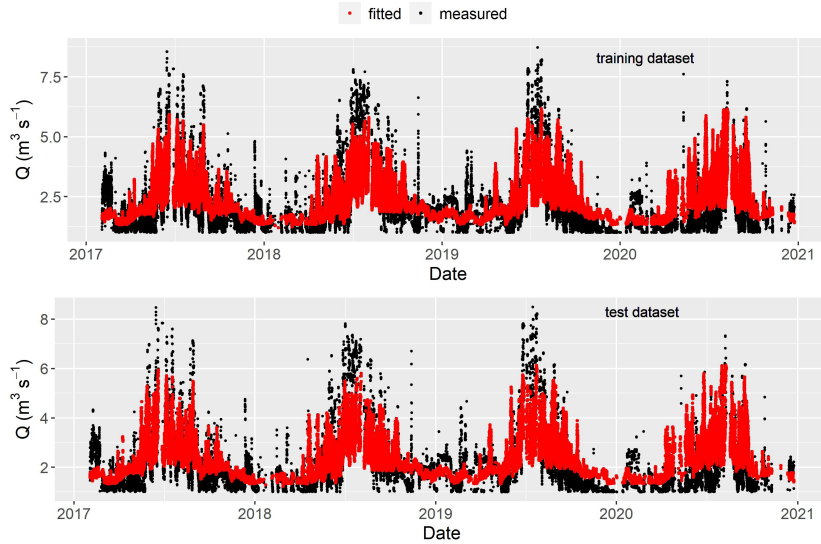 fitted measured
training dataset
Q (m³ s⁻¹)
7.5
5.0
2.5
2017 2018 2019 2020 2021
Date
test dataset
Q (m³ s⁻¹)
8
6
4
2
2017 2018 2019 2020 2021
Date